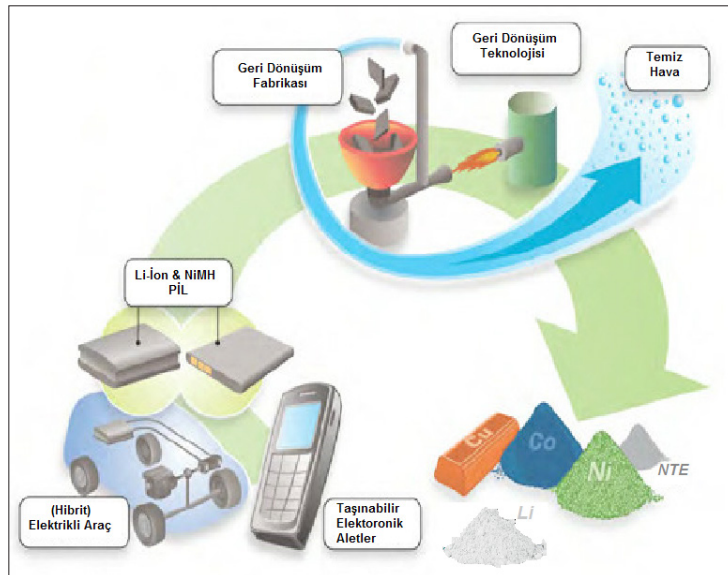 Geri Dönüşüm
Fabrikası
Geri Dönüşüm
Teknolojisi
Temiz
Hava
Li-İon & NiMH
PİL
(Hibrit)
Elektrikli Araç
Taşınabilir
Elektoronik
Aletler
Cu
Co
Ni
NTE
Li